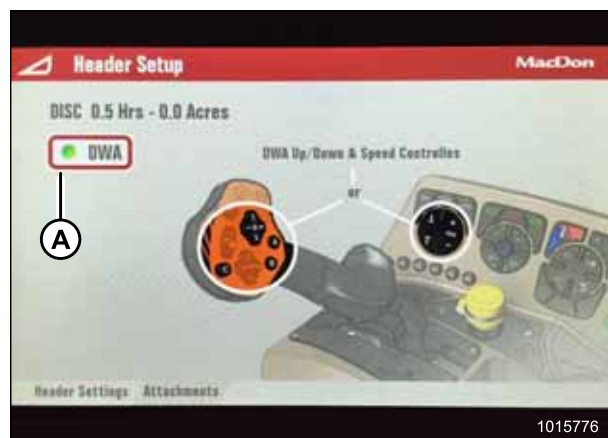 Header Setup
MacDon
DISC 0.5 Hrs - 0.0 Acres
DWA
DWA Up/Down & Speed Controlles
or
A
Header Settings Attachments
1015776